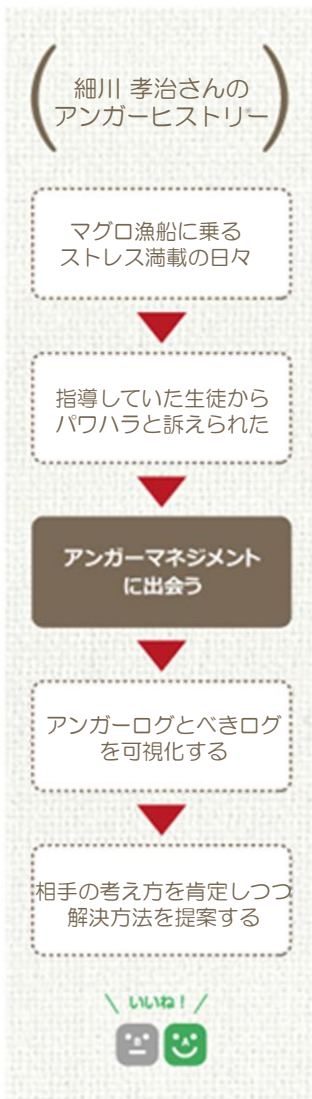 細川 孝治さんの
アンガーヒストリー
マグロ漁船に乗る
ストレス満載の日々
指導していた生徒から
パワハラと訴えられた
アンガーマネジメント
に出会う
アンガーログとべきログ
を可視化する
相手の考え方を肯定しつつ
解決方法を提案する
いいね！